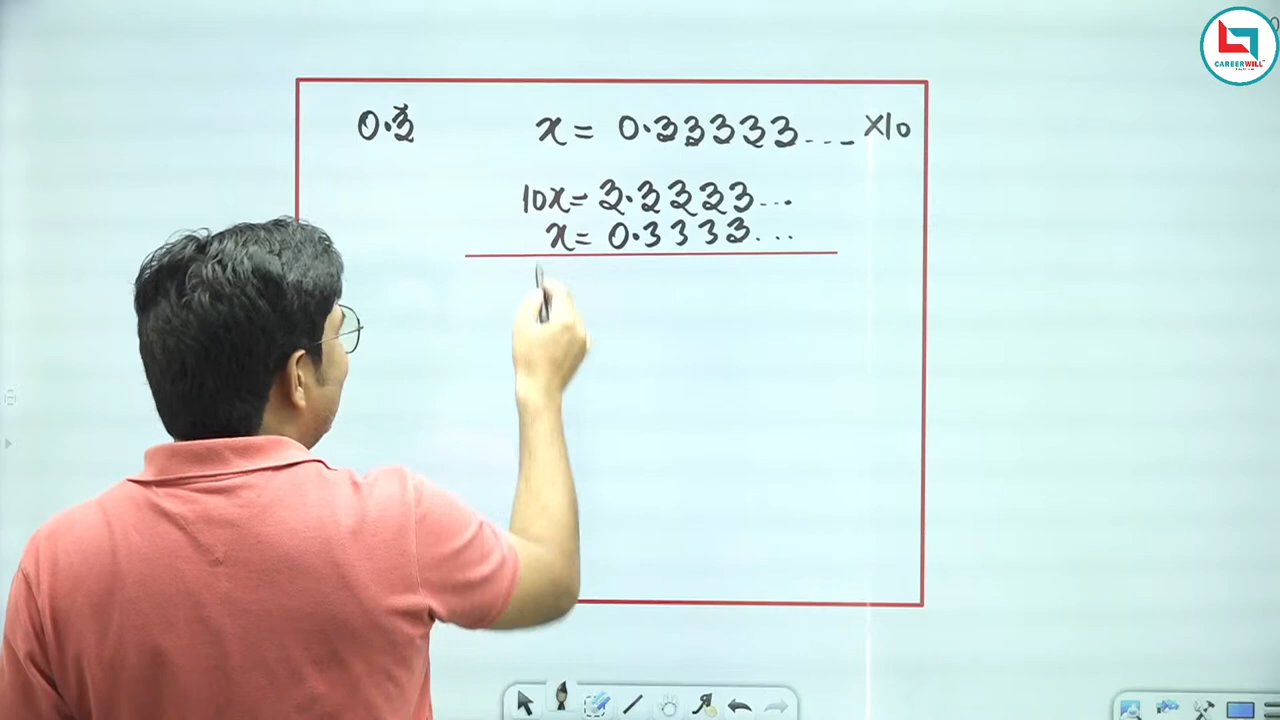 CAREERWILL
0.3̄ x = 0.33333... ×10
10x = 3.3333...
x = 0.3333...